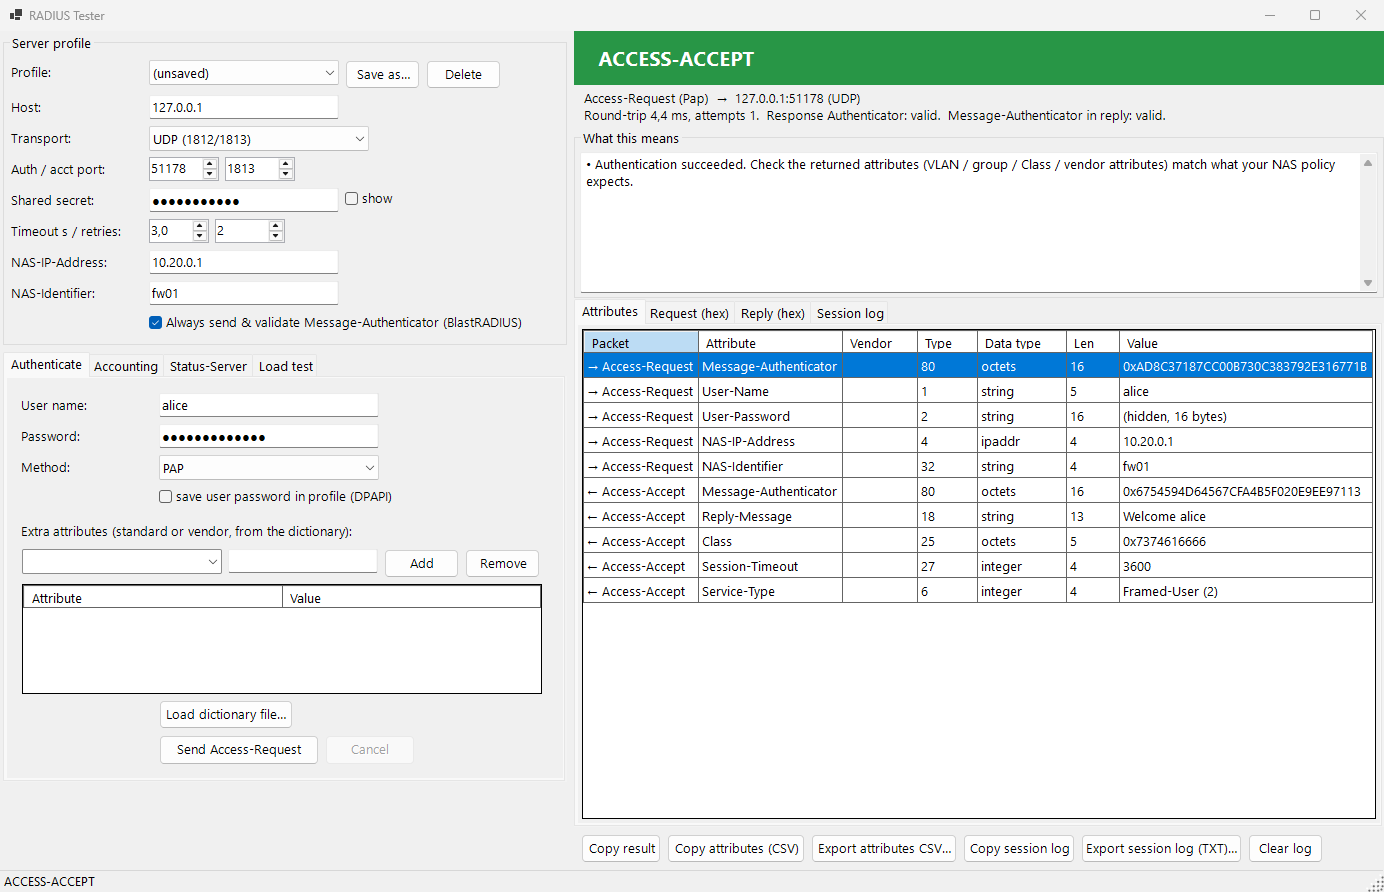 RADIUS Tester
Server profile
Profile:
(unsaved)
Save as...
Delete
Host:
127.0.0.1
Transport:
UDP (1812/1813)
Auth / acct port:
51178
1813
Shared secret:
●●●●●●●●●●●
show
Timeout s / retries:
3,0
2
NAS-IP-Address:
10.20.0.1
NAS-Identifier:
fw01
Always send & validate Message-Authenticator (BlastRADIUS)
Authenticate
Accounting
Status-Server
Load test
User name:
alice
Password:
●●●●●●●●●●●●●
Method:
PAP
save user password in profile (DPAPI)
Extra attributes (standard or vendor, from the dictionary):
Add
Remove
Attribute
Value
Load dictionary file...
Send Access-Request
Cancel
ACCESS-ACCEPT
Access-Request (Pap) → 127.0.0.1:51178 (UDP)
Round-trip 4,4 ms, attempts 1. Response Authenticator: valid. Message-Authenticator in reply: valid.
What this means
• Authentication succeeded. Check the returned attributes (VLAN / group / Class / vendor attributes) match what your NAS policy
expects.
Attributes
Request (hex)
Reply (hex)
Session log
Packet Attribute Vendor Type Data type Len Value
→ Access-Request Message-Authenticator 80 octets 16 0xAD8C37187CC00B730C383792E316771B
→ Access-Request User-Name 1 string 5 alice
→ Access-Request User-Password 2 string 16 (hidden, 16 bytes)
→ Access-Request NAS-IP-Address 4 ipaddr 4 10.20.0.1
→ Access-Request NAS-Identifier 32 string 4 fw01
← Access-Accept Message-Authenticator 80 octets 16 0x6754594D64567CFA4B5F020E9EE97113
← Access-Accept Reply-Message 18 string 13 Welcome alice
← Access-Accept Class 25 octets 5 0x7374616666
← Access-Accept Session-Timeout 27 integer 4 3600
← Access-Accept Service-Type 6 integer 4 Framed-User (2)
Copy result
Copy attributes (CSV)
Export attributes CSV...
Copy session log
Export session log (TXT)...
Clear log
ACCESS-ACCEPT